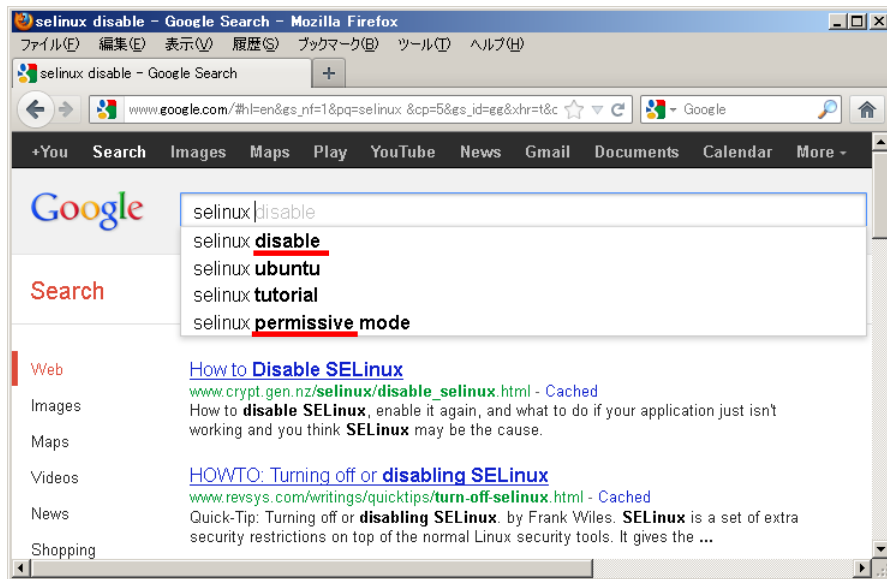 selinux disable - Google Search - Mozilla Firefox
ファイル(F) 編集(E) 表示(V) 履歴(S) ブックマーク(B) ツール(T) ヘルプ(H)
selinux disable - Google Search
www.google.com/#hl=en&gs_nf=1&pq=selinux &cp=5&gs_id=gg&xhr=t&c Google
+You Search Images Maps Play YouTube News Gmail Documents Calendar More
Google selinux disable
selinux disable
selinux ubuntu
selinux tutorial
selinux permissive mode
Search
Web
Images
Maps
Videos
News
Shopping
How to Disable SELinux
www.crypt.gen.nz/selinux/disable_selinux.html - Cached
How to disable SELinux, enable it again, and what to do if your application just isn't
working and you think SELinux may be the cause.
HOWTO: Turning off or disabling SELinux
www.revsys.com/writings/quicktips/turn-off-selinux.html - Cached
Quick-Tip: Turning off or disabling SELinux. by Frank Wiles. SELinux is a set of extra
security restrictions on top of the normal Linux security tools. It gives the ...